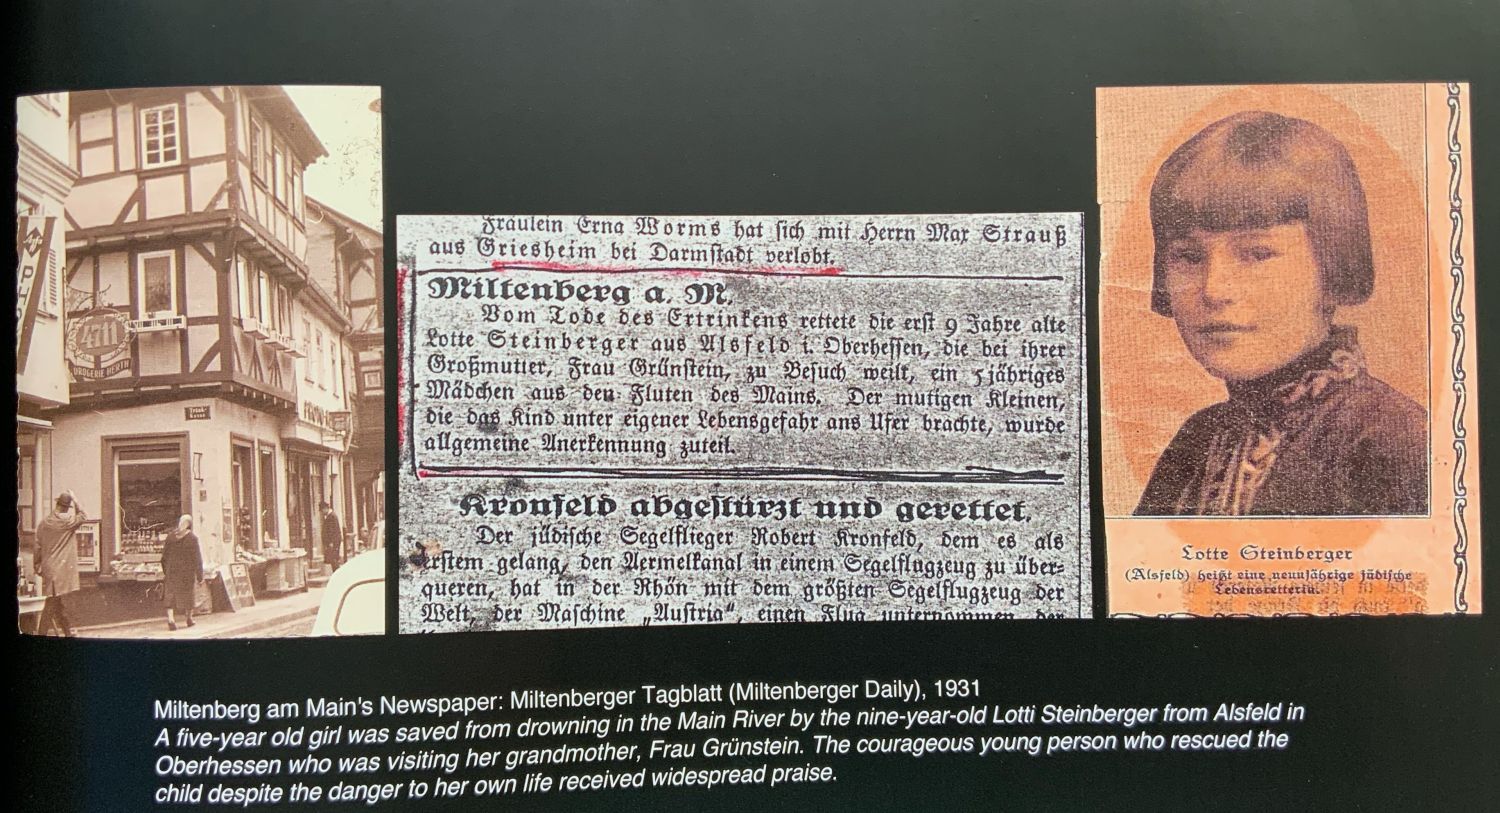 Agfa
PHO
4711
DROGERIE HERTH
Fräulein Erna Worms hat sich mit Herrn Max Strauß
aus Griesheim bei Darmstadt verlobt.
Miltenberg a. M.
Vom Tode des Ertrinkens rettete die erst 9 Jahre alte
Lotte Steinberger aus Alsfeld i. Oberhessen, die bei ihrer
Großmutter, Frau Grünstein, zu Besuch weilt, ein 5jähriges
Mädchen aus den Fluten des Mains. Der mutigen Kleinen,
die das Kind unter eigener Lebensgefahr ans Ufer brachte, wurde
allgemeine Anerkennung zuteil.
Kronfeld abgestürzt und gerettet.
Der jüdische Segelflieger Robert Kronfeld, dem es als
erstem gelang, den Aermelkanal in einem Segelflugzeug zu über-
queren, hat in der Rhön mit dem größten Segelflugzeug der
Welt, der Maschine „Austria“, einen Flug unternommen, der
Lotte Steinberger
(Alsfeld) heißt eine neunjährige jüdische
Lebensretterin.
Miltenberg am Main's Newspaper: Miltenberger Tagblatt (Miltenberger Daily), 1931
A five-year old girl was saved from drowning in the Main River by the nine-year-old Lotti Steinberger from Alsfeld in
Oberhessen who was visiting her grandmother, Frau Grünstein. The courageous young person who rescued the
child despite the danger to her own life received widespread praise.